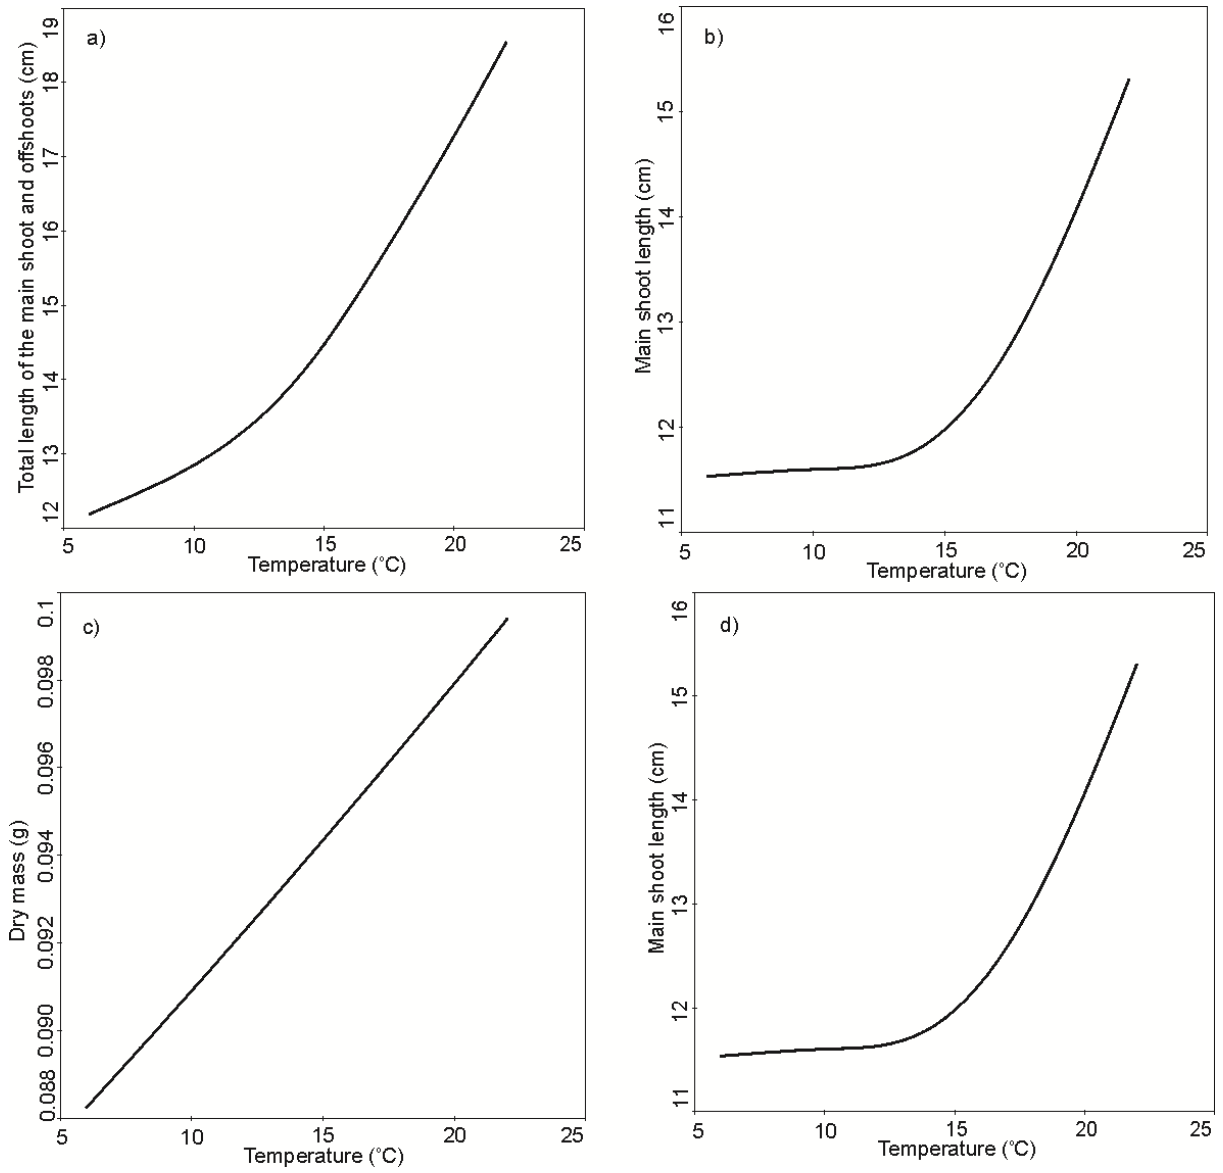 a)
Total length of the main shoot and offshoots (cm)
19
18
17
16
15
14
13
12
5 10 15 20 25
Temperature (°C)
b)
Main shoot length (cm)
16
15
14
13
12
11
5 10 15 20 25
Temperature (°C)
c)
Dry mass (g)
0.1
0.098
0.096
0.094
0.092
0.090
0.088
5 10 15 20 25
Temperature (°C)
d)
Main shoot length (cm)
16
15
14
13
12
11
5 10 15 20 25
Temperature (°C)